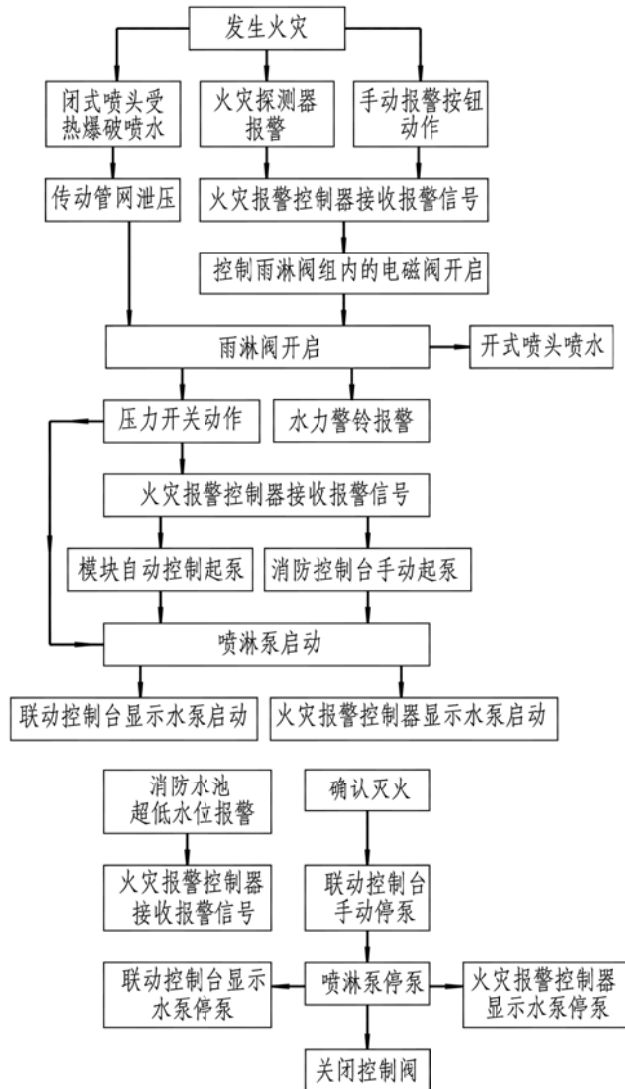 发生火灾
闭式喷头受
热爆破喷水
火灾探测器
报警
手动报警按钮
动作
传动管网泄压
火灾报警控制器接收报警信号
控制雨淋阀组内的电磁阀开启
雨淋阀开启
开式喷头喷水
压力开关动作
水力警铃报警
火灾报警控制器接收报警信号
模块自动控制起泵
消防控制台手动起泵
喷淋泵启动
联动控制台显示水泵启动
火灾报警控制器显示水泵启动
消防水池
超低水位报警
确认灭火
火灾报警控制器
接收报警信号
联动控制台
手动停泵
联动控制台显示
水泵停泵
喷淋泵停泵
火灾报警控制器
显示水泵停泵
关闭控制阀